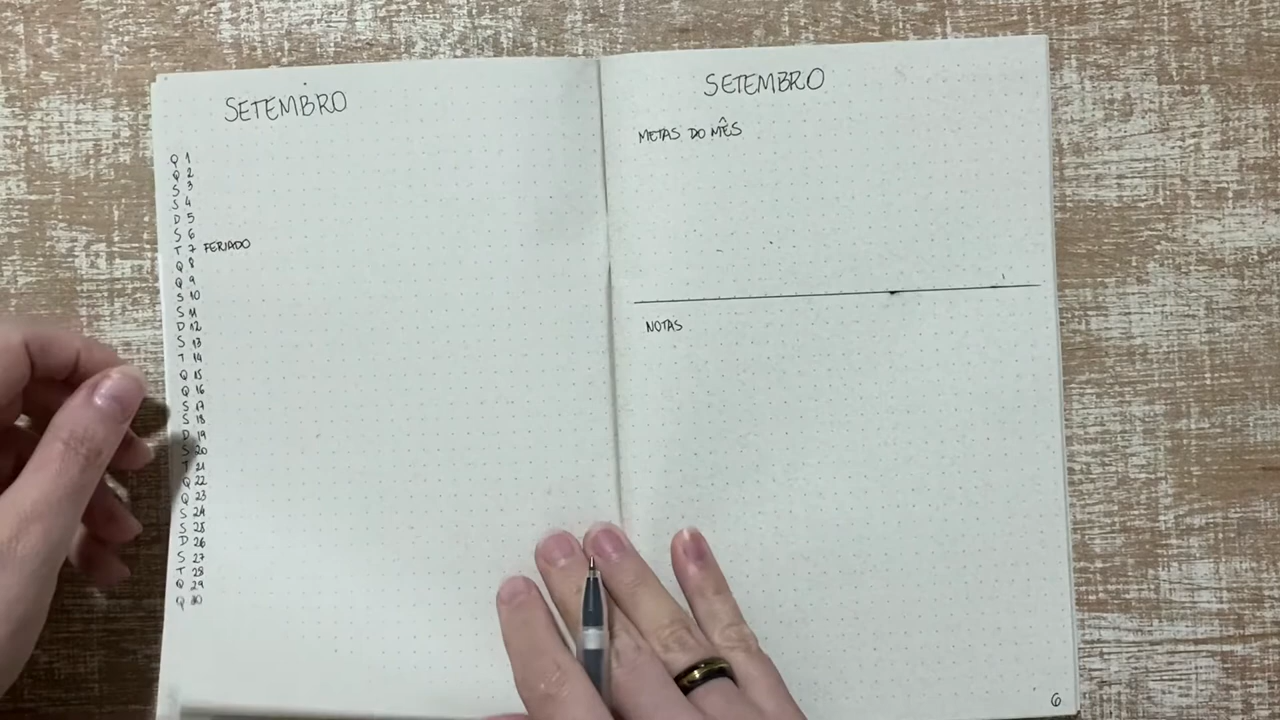 SETEMBRO
Q 1
Q 2
S 3
S 4
D 5
S 6
T 7 FERIADO
Q 8
Q 9
S 10
S 11
D 12
S 13
T 14
Q 15
Q 16
S 17
S 18
D 19
S 20
T 21
Q 22
Q 23
S 24
S 25
D 26
S 27
T 28
Q 29
Q 30
SETEMBRO
METAS DO MÊS
NOTAS
6